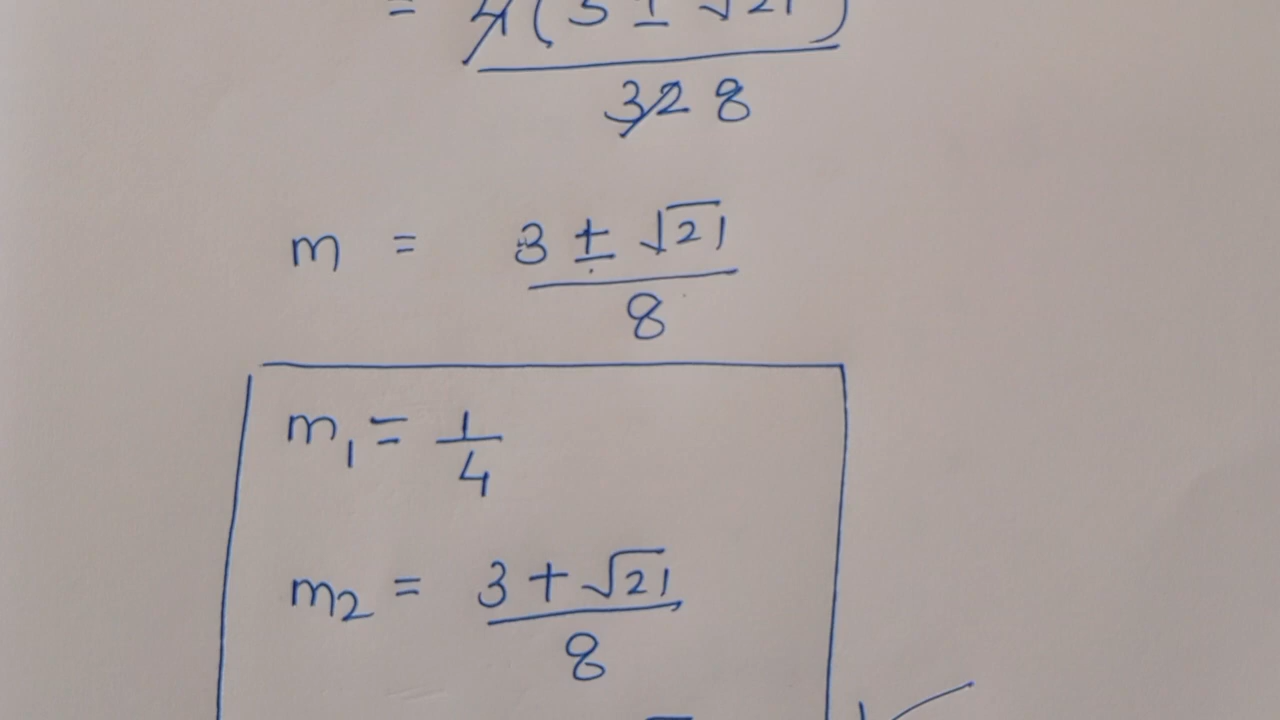 = 4(3 ± √21)
32 8
m = 3 ± √21
8
m₁ = 1
4
m₂ = 3 + √21
8